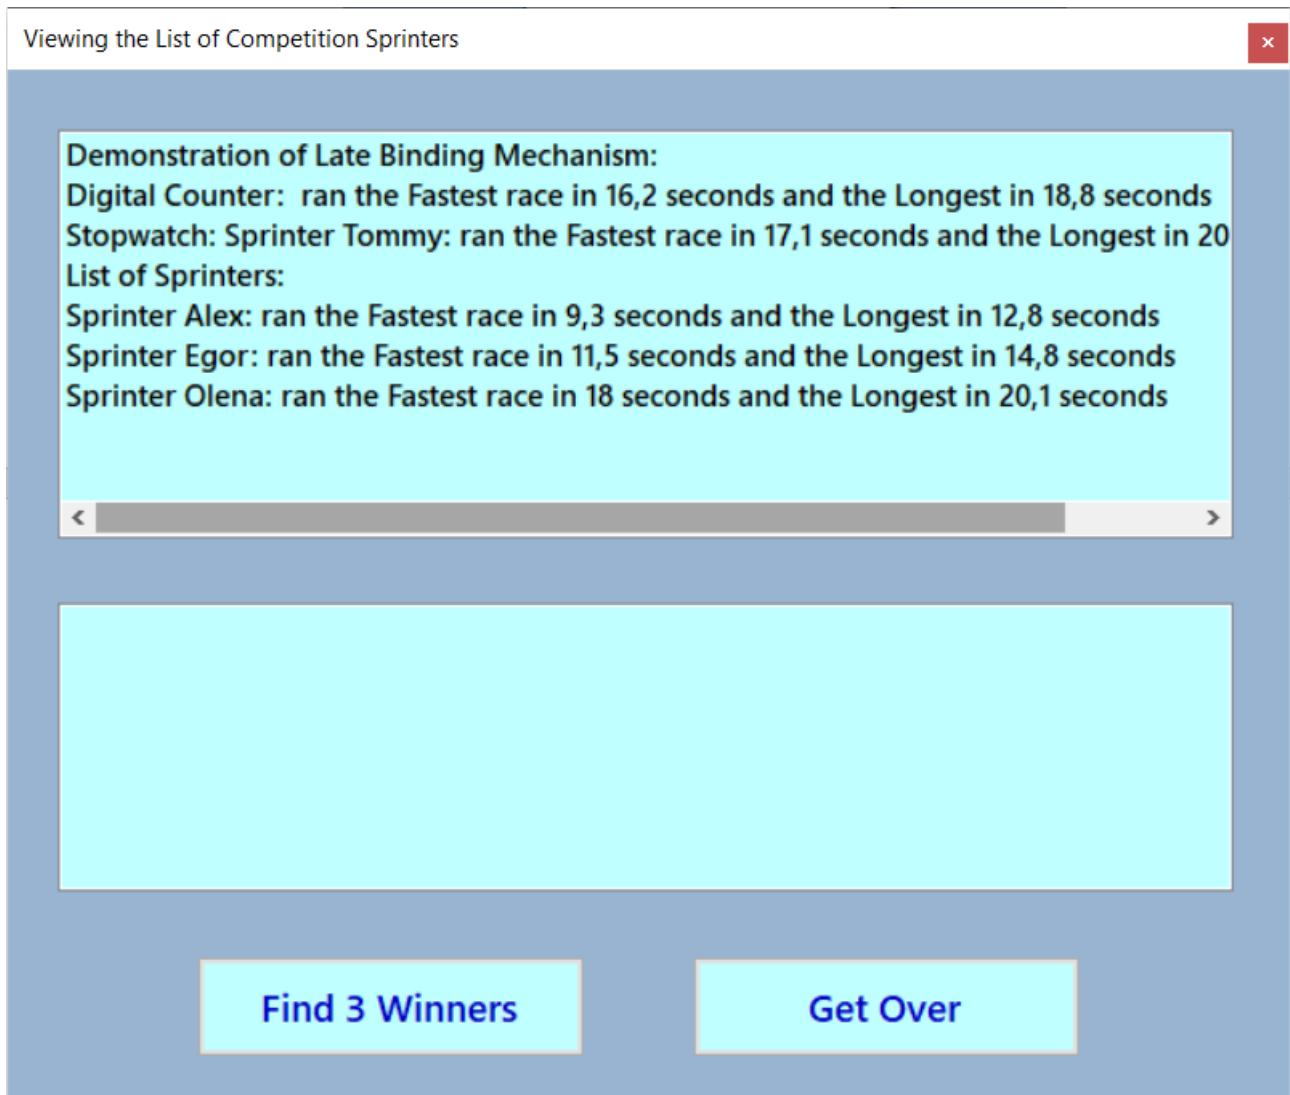 Viewing the List of Competition Sprinters
Demonstration of Late Binding Mechanism:
Digital Counter:  ran the Fastest race in 16,2 seconds and the Longest in 18,8 seconds
Stopwatch: Sprinter Tommy: ran the Fastest race in 17,1 seconds and the Longest in 20
List of Sprinters:
Sprinter Alex: ran the Fastest race in 9,3 seconds and the Longest in 12,8 seconds
Sprinter Egor: ran the Fastest race in 11,5 seconds and the Longest in 14,8 seconds
Sprinter Olena: ran the Fastest race in 18 seconds and the Longest in 20,1 seconds
Find 3 Winners
Get Over